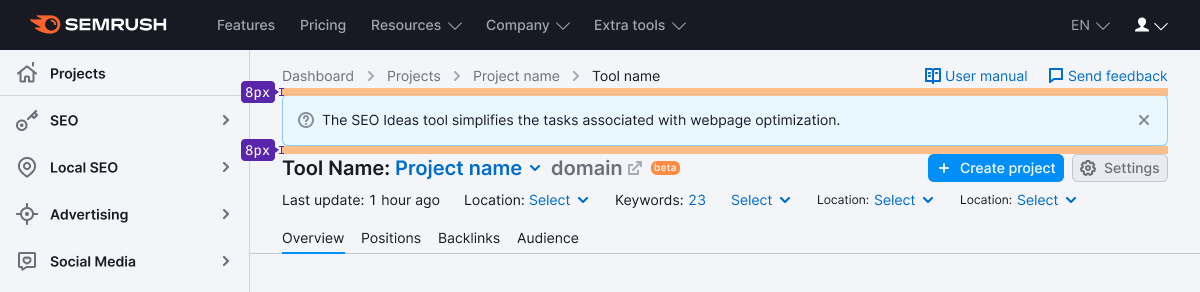 SEMRUSH Features Pricing Resources Company Extra tools EN
Projects
SEO
Local SEO
Advertising
Social Media
Dashboard Projects Project name Tool name User manual Send feedback
8px
The SEO Ideas tool simplifies the tasks associated with webpage optimization.
8px
Tool Name: Project name domain beta + Create project Settings
Last update: 1 hour ago Location: Select Keywords: 23 Select Location: Select Location: Select
Overview Positions Backlinks Audience